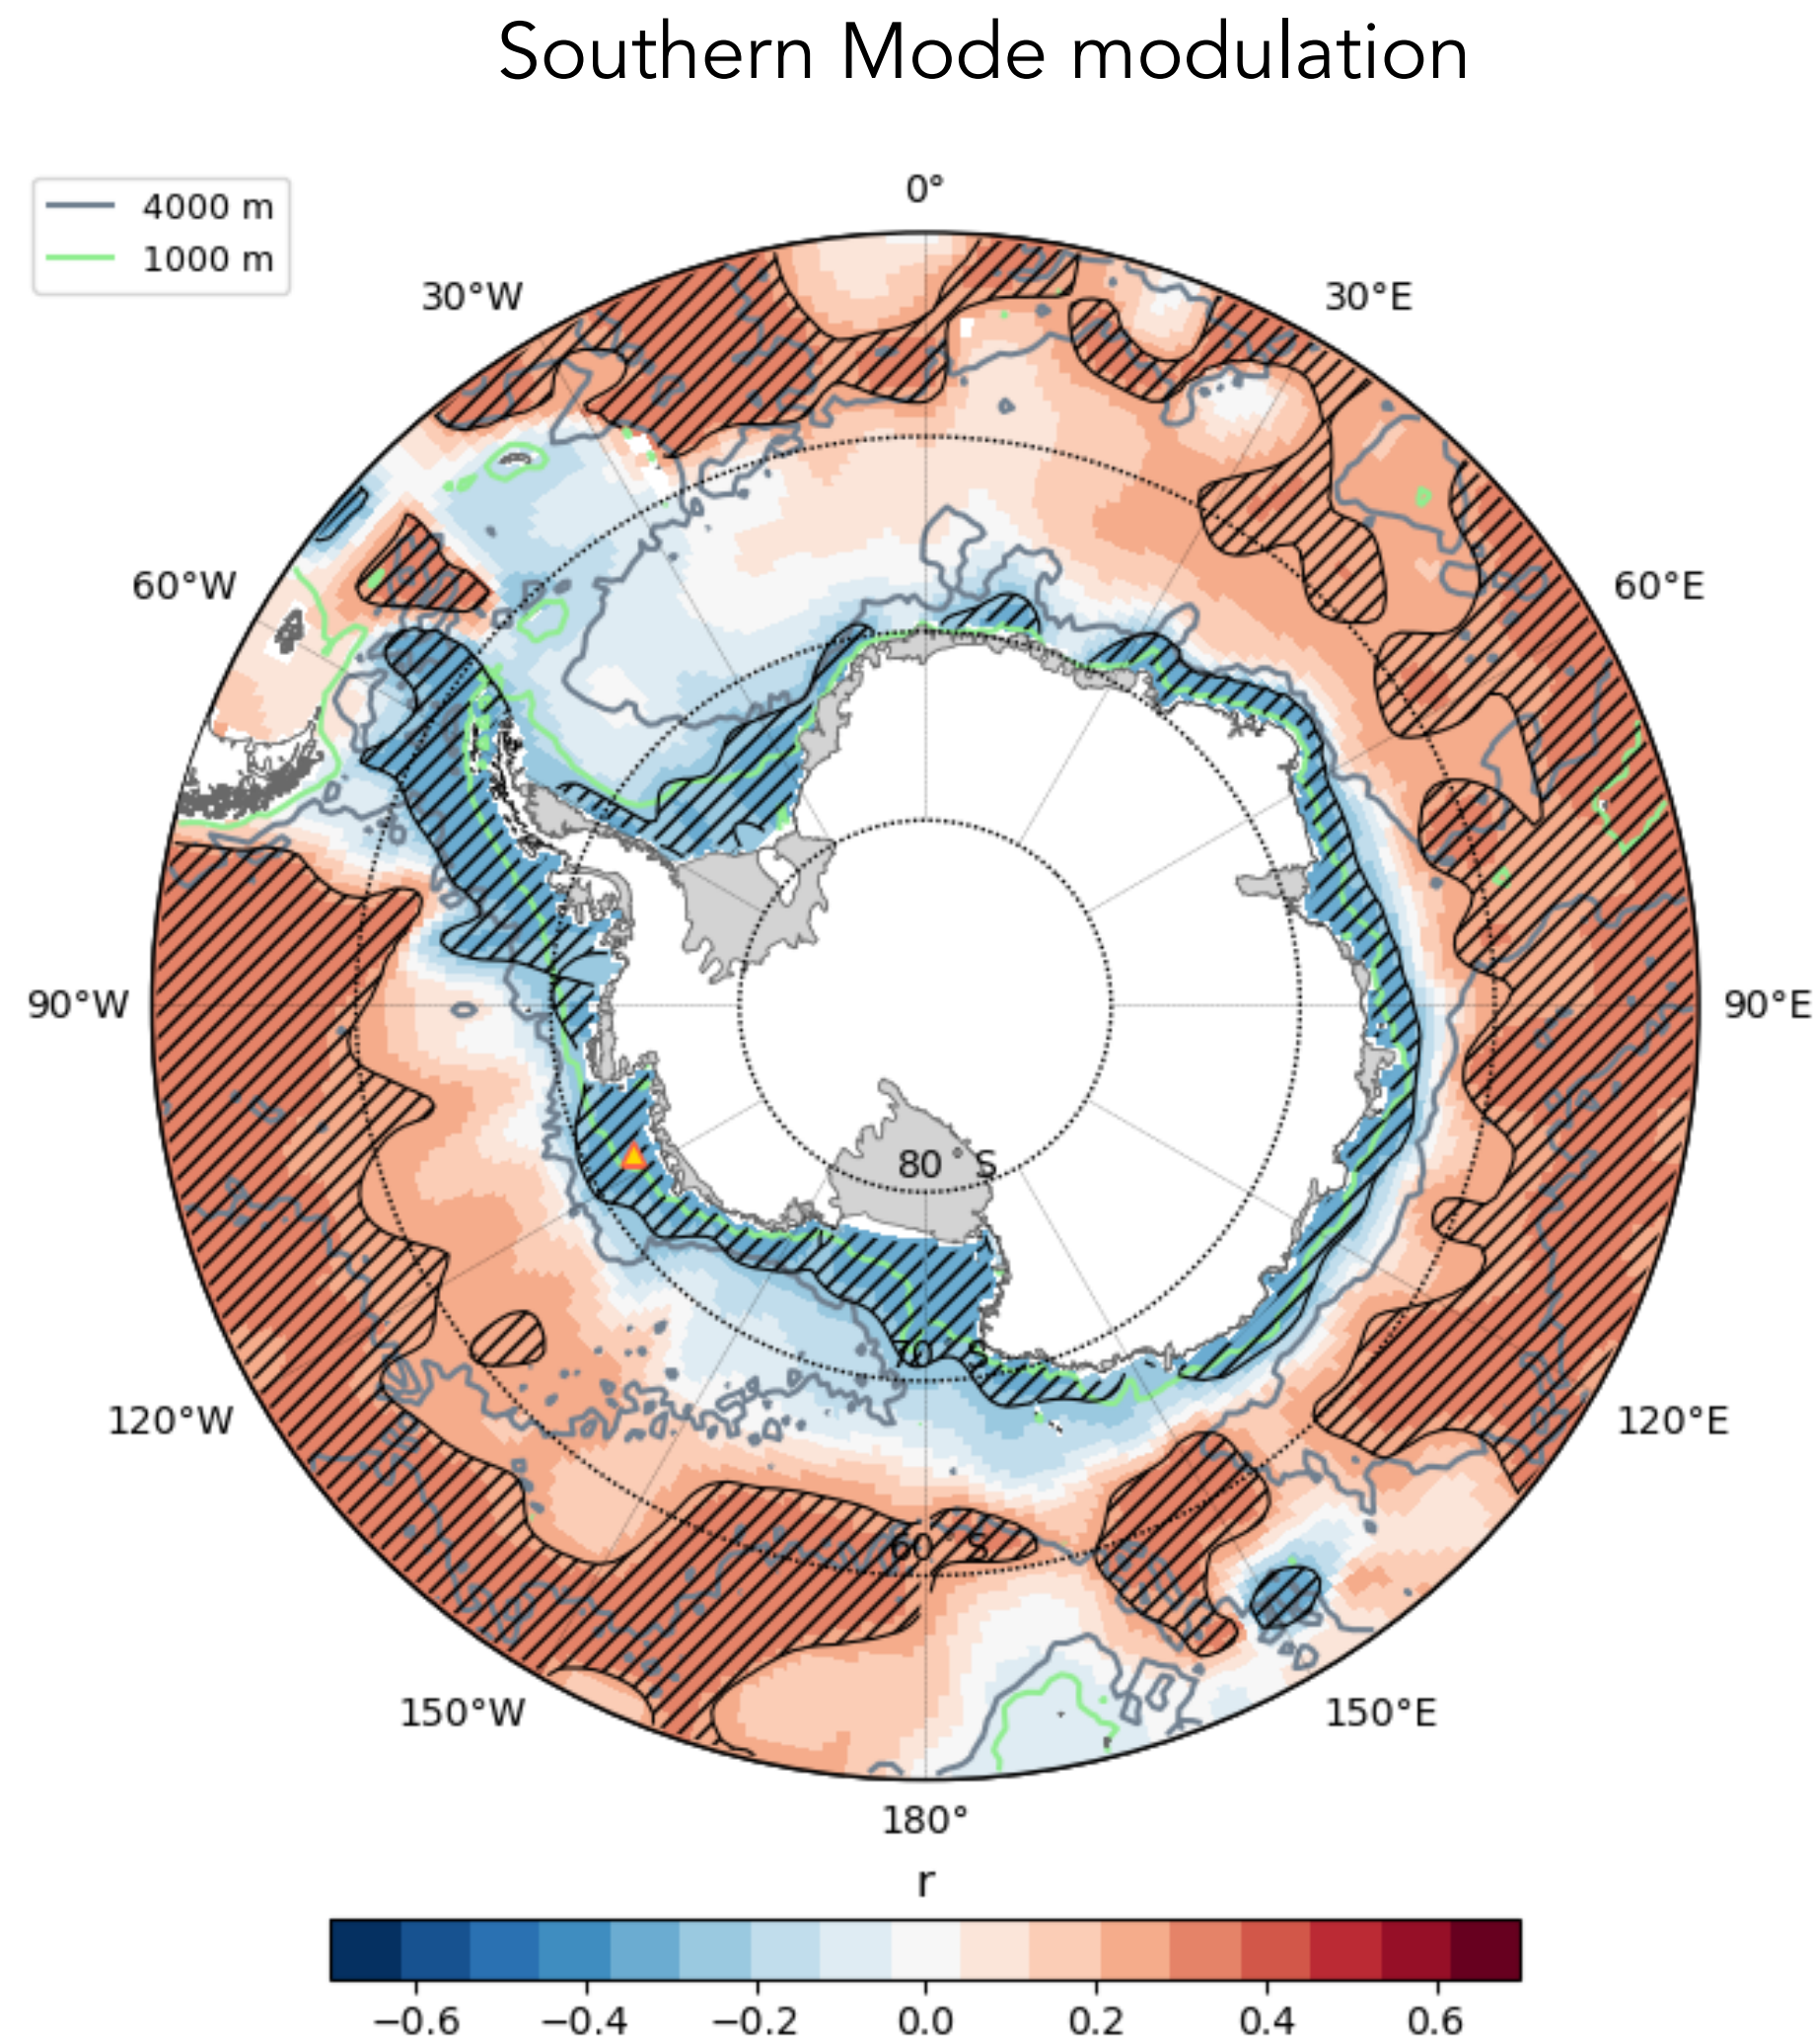 Southern Mode modulation
4000 m
1000 m
0°
30°W
30°E
60°W
60°E
90°W
90°E
80 °S
70 °S
120°W
120°E
60 °S
150°W
150°E
180°
r
−0.6 −0.4 −0.2 0.0 0.2 0.4 0.6